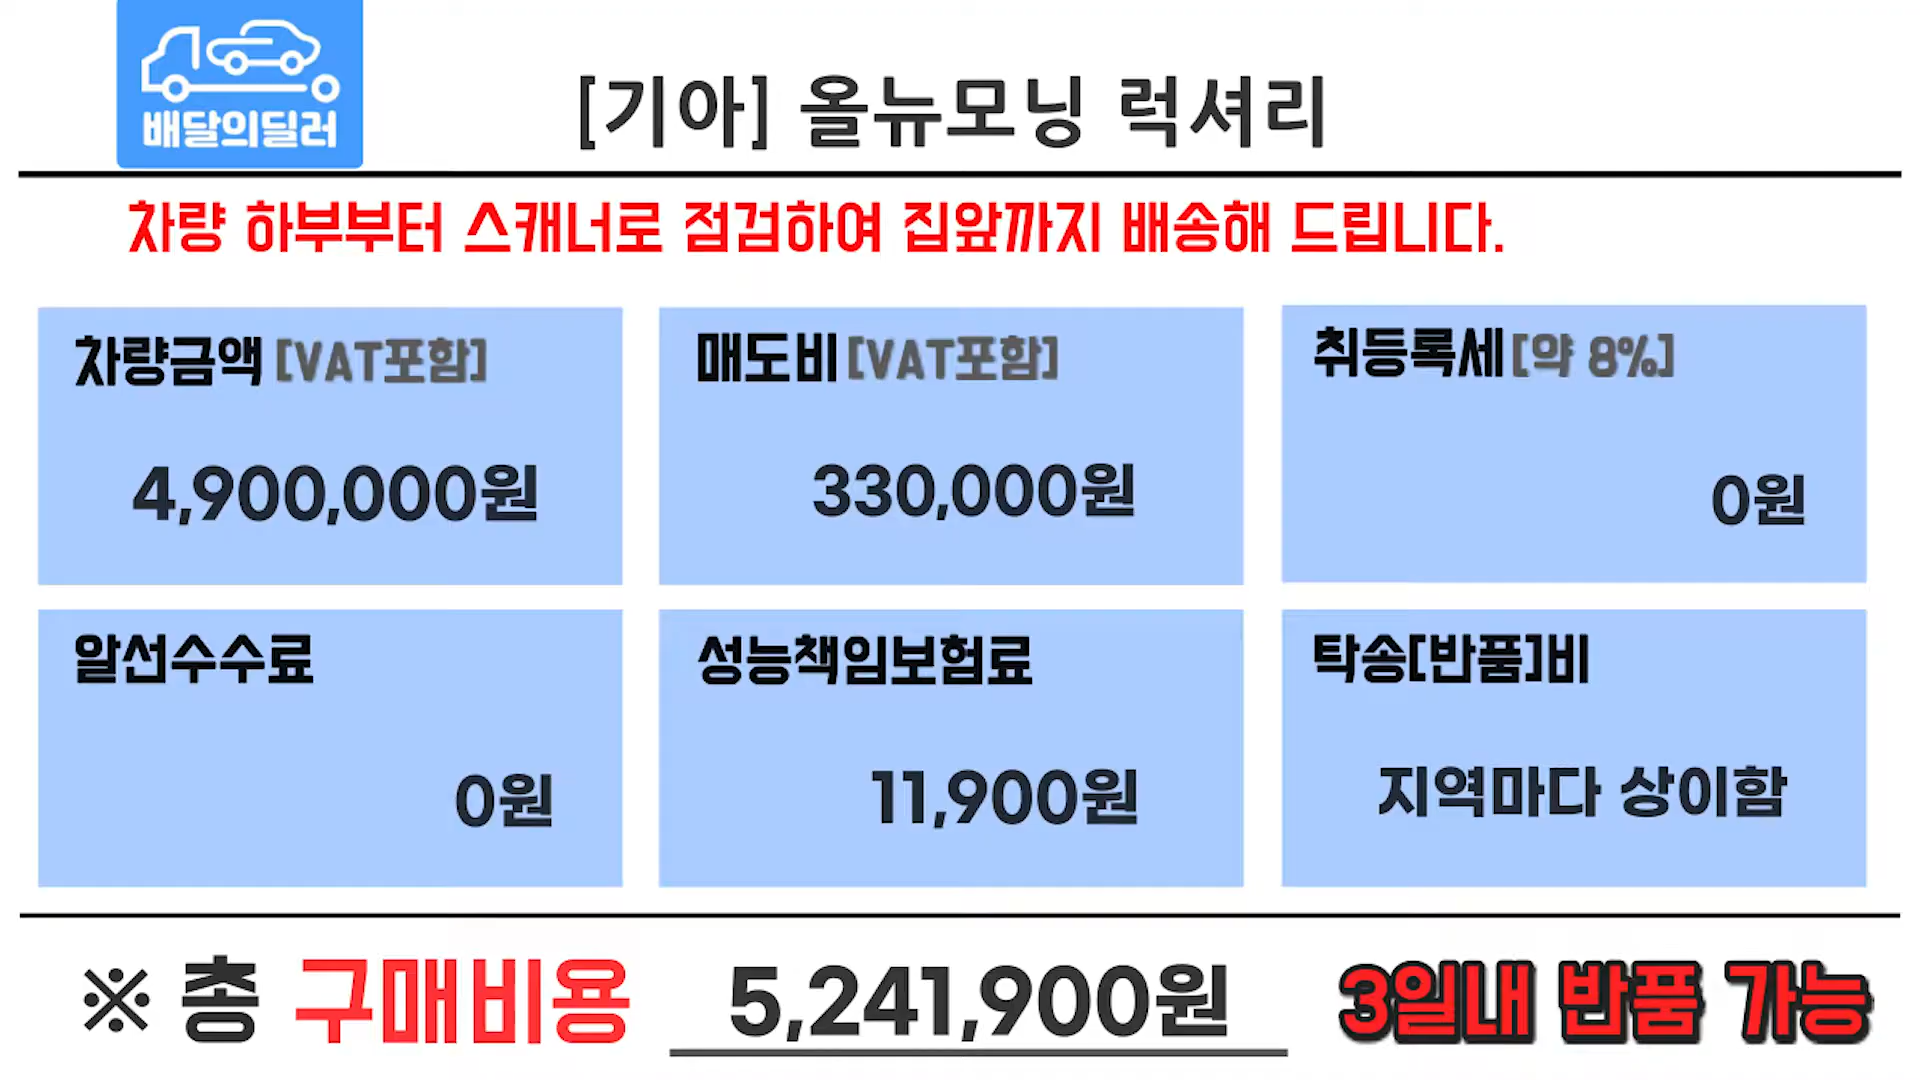 배달의딜러
[기아] 올뉴모닝 럭셔리
차량 하부부터 스캐너로 점검하여 집앞까지 배송해 드립니다.
차량금액 [VAT포함]
4,900,000원
매도비 [VAT포함]
330,000원
취등록세 [약 8%]
0원
알선수수료
0원
성능책임보험료
11,900원
탁송[반품]비
지역마다 상이함
※ 총 구매비용 5,241,900원 3일내 반품 가능